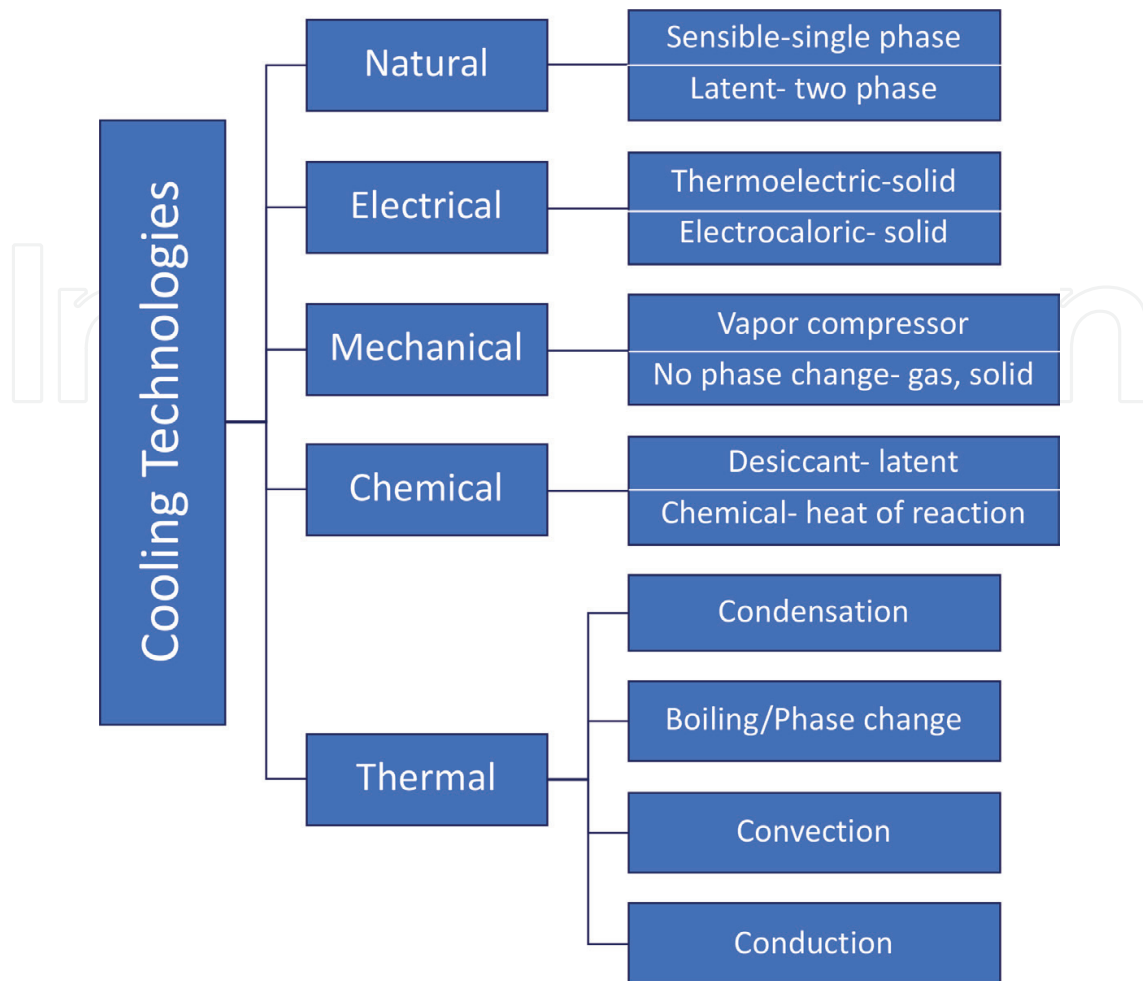 Cooling Technologies
Natural
Sensible-single phase
Latent- two phase
Electrical
Thermoelectric-solid
Electrocaloric- solid
Mechanical
Vapor compressor
No phase change- gas, solid
Chemical
Desiccant- latent
Chemical- heat of reaction
Thermal
Condensation
Boiling/Phase change
Convection
Conduction